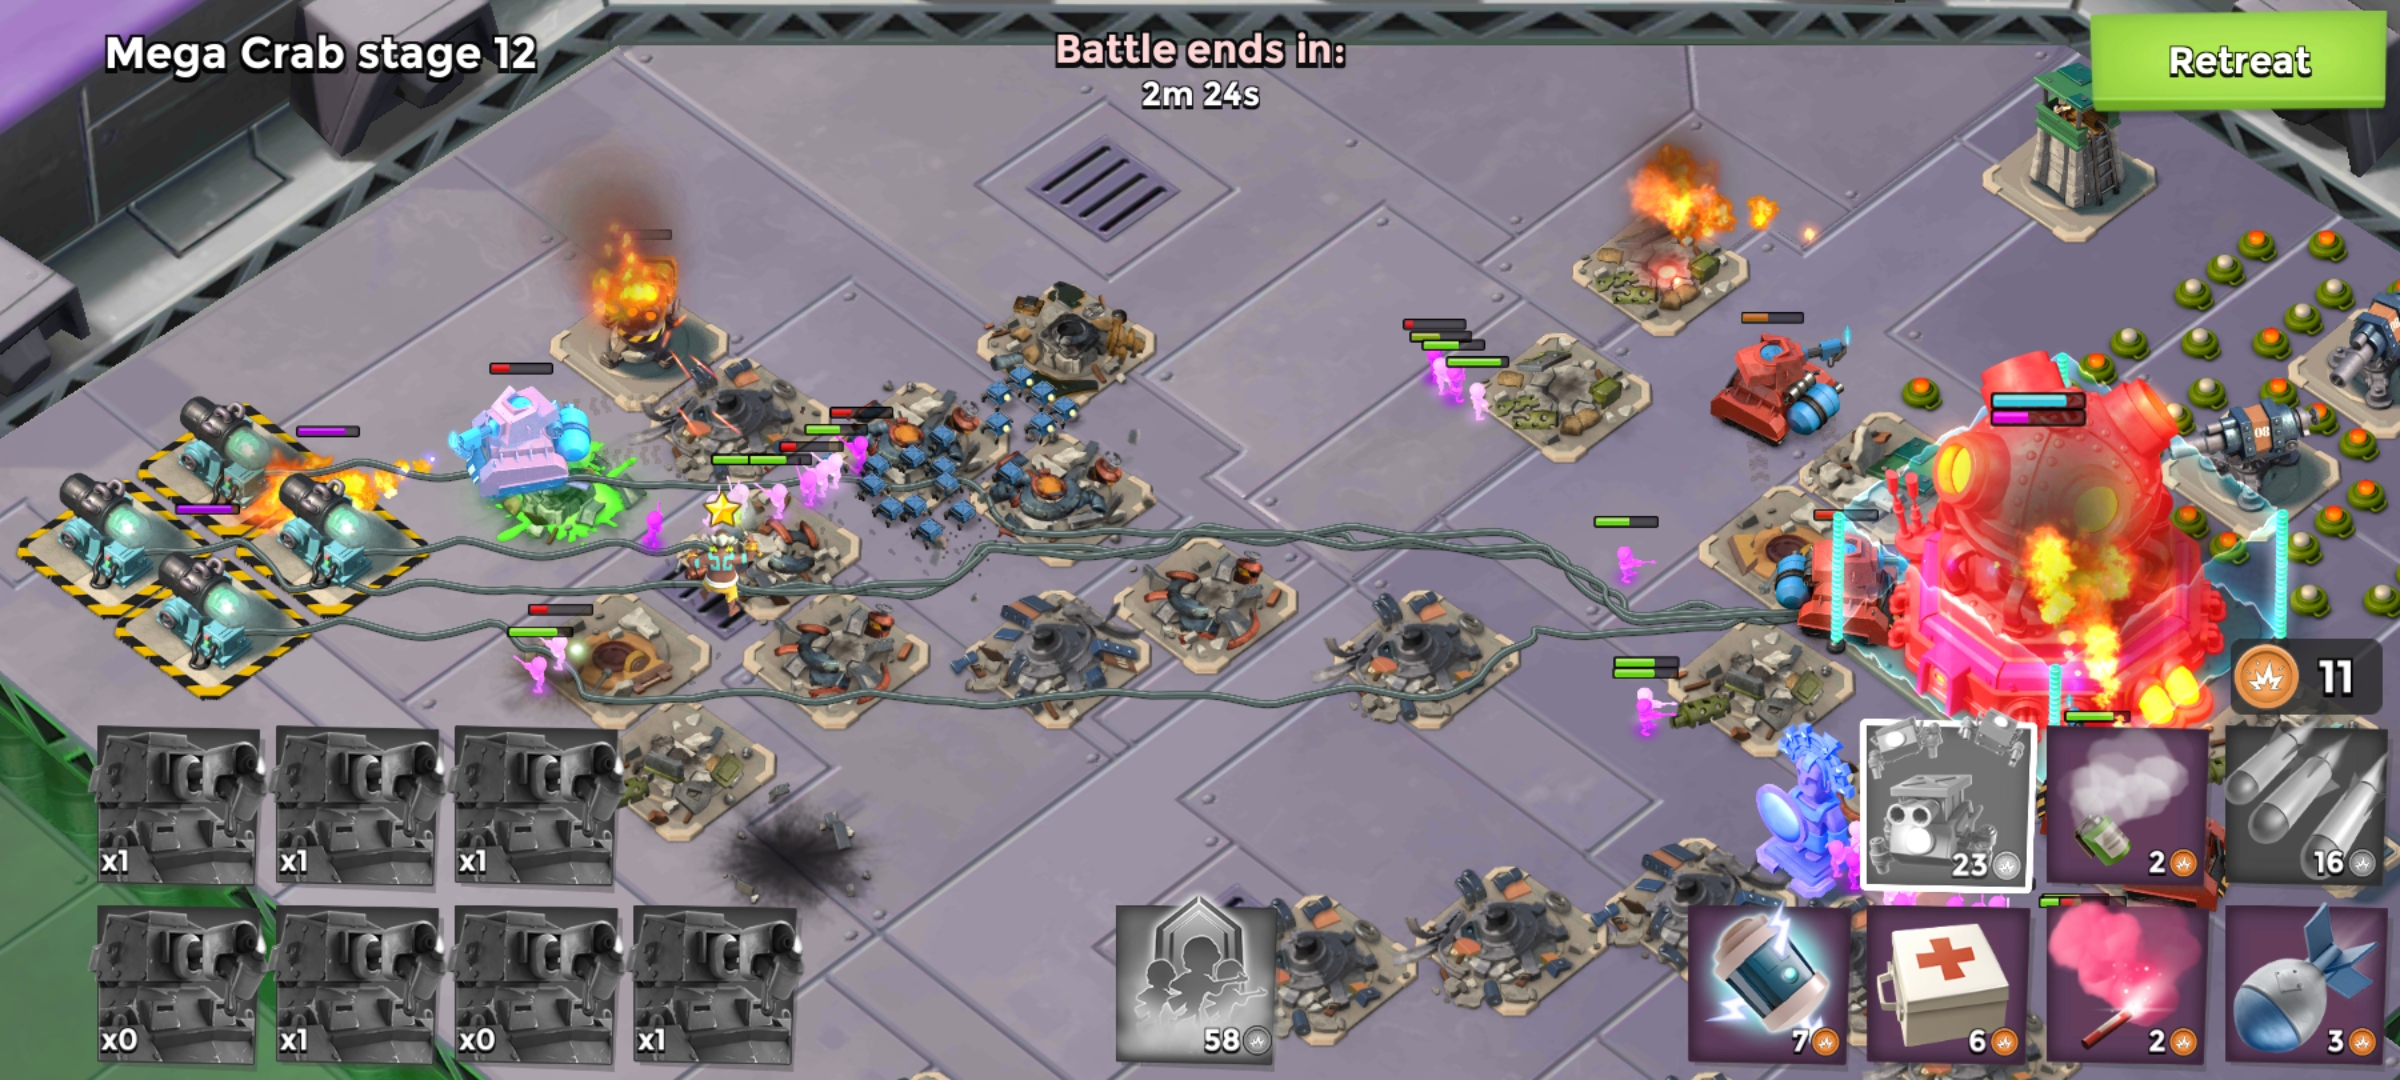 Mega Crab stage 12
Battle ends in:
2m 24s
Retreat
08
11
x1
x1
x1
23
2
16
x0
x1
x0
x1
58
7
6
2
3